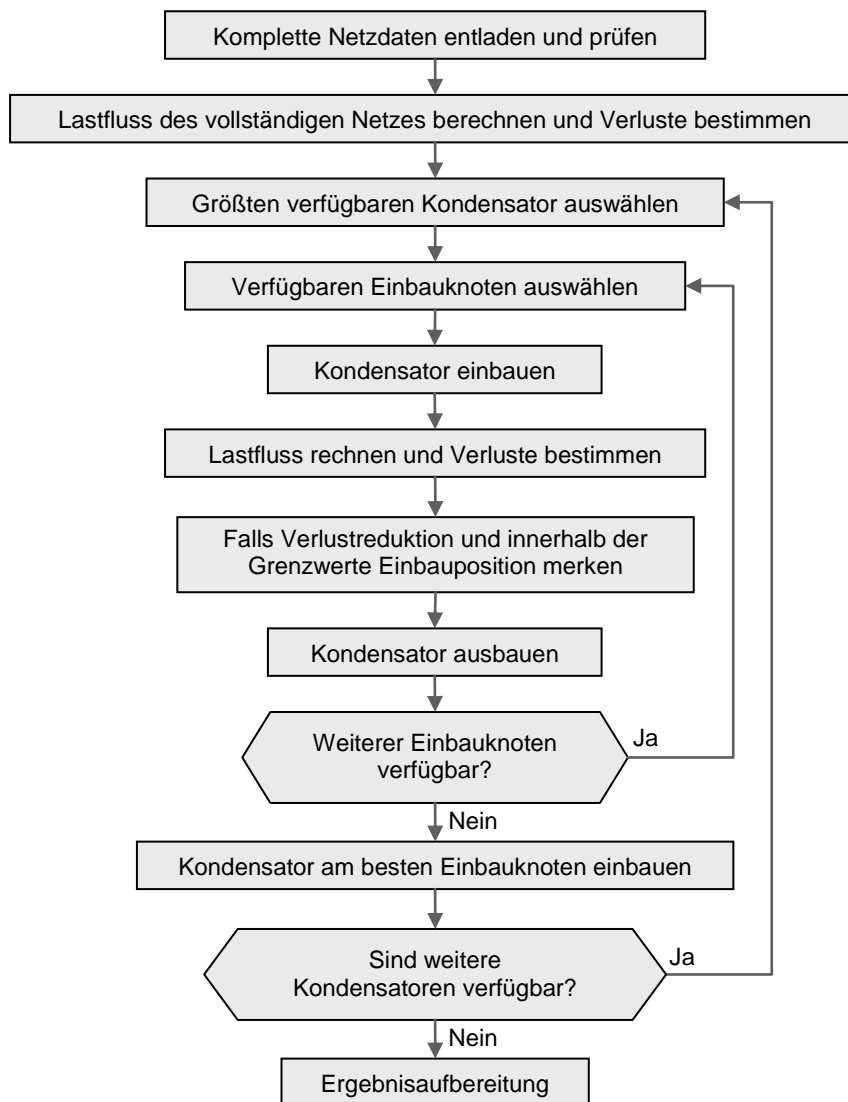 Komplette Netzdaten entladen und prüfen
Lastfluss des vollständigen Netzes berechnen und Verluste bestimmen
Größten verfügbaren Kondensator auswählen
Verfügbaren Einbauknoten auswählen
Kondensator einbauen
Lastfluss rechnen und Verluste bestimmen
Falls Verlustreduktion und innerhalb der
Grenzwerte Einbauposition merken
Kondensator ausbauen
Weiterer Einbauknoten
verfügbar?
Ja
Nein
Kondensator am besten Einbauknoten einbauen
Sind weitere
Kondensatoren verfügbar?
Ja
Nein
Ergebnisaufbereitung